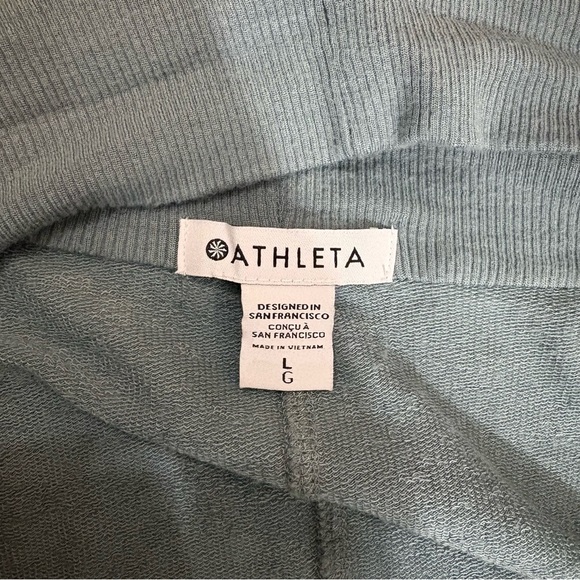 ATHLETA
DESIGNED IN
SAN FRANCISCO
CONÇU À
SAN FRANCISCO
MADE IN VIETNAM
L
G